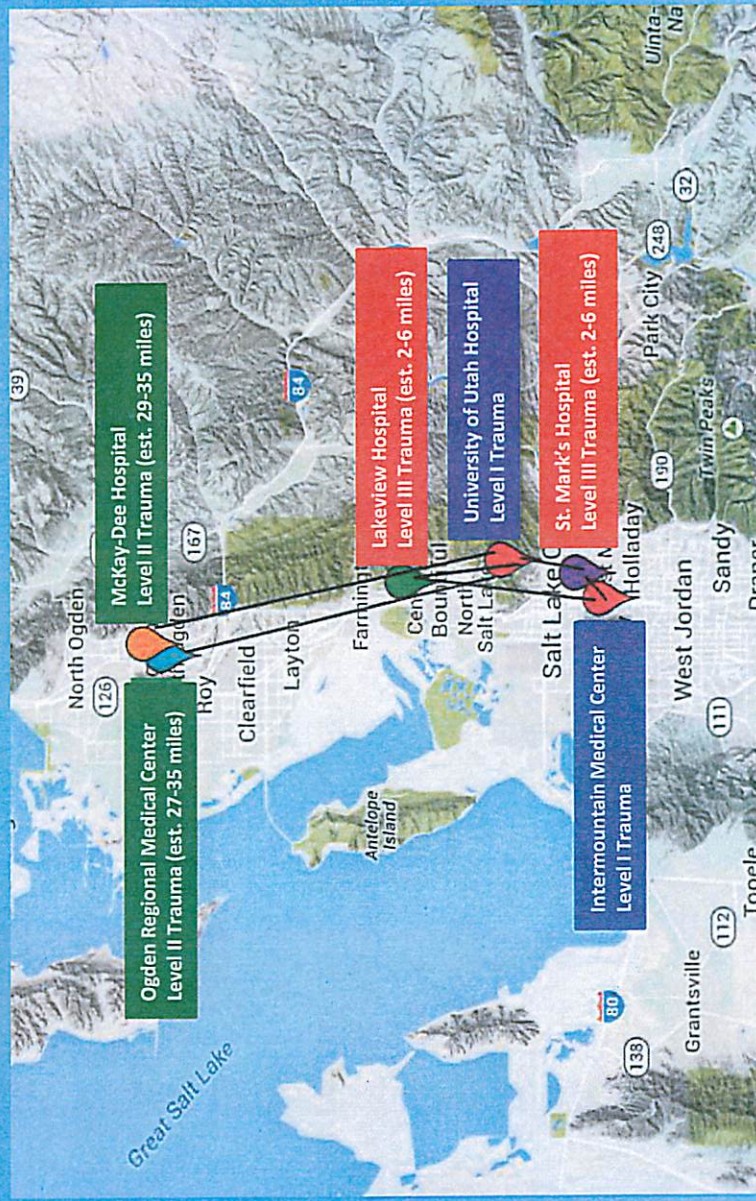 39
North Ogden
126
McKay-Dee Hospital
Level II Trauma (est. 29-35 miles)
Ogden Regional Medical Center
Level II Trauma (est. 27-35 miles)
167
Roy
84
84
Clearfield
Layton
Great Salt Lake
Antelope
Island
Lakeview Hospital
Level III Trauma (est. 2-6 miles)
University of Utah Hospital
Level I Trauma
St. Mark's Hospital
Level III Trauma (est. 2-6 miles)
North
Salt
Salt Lake
Holladay
Intermountain Medical Center
Level I Trauma
80
138
Grantsville
112
111
West Jordan
Sandy
190
Twin Peaks
Park City
248
32